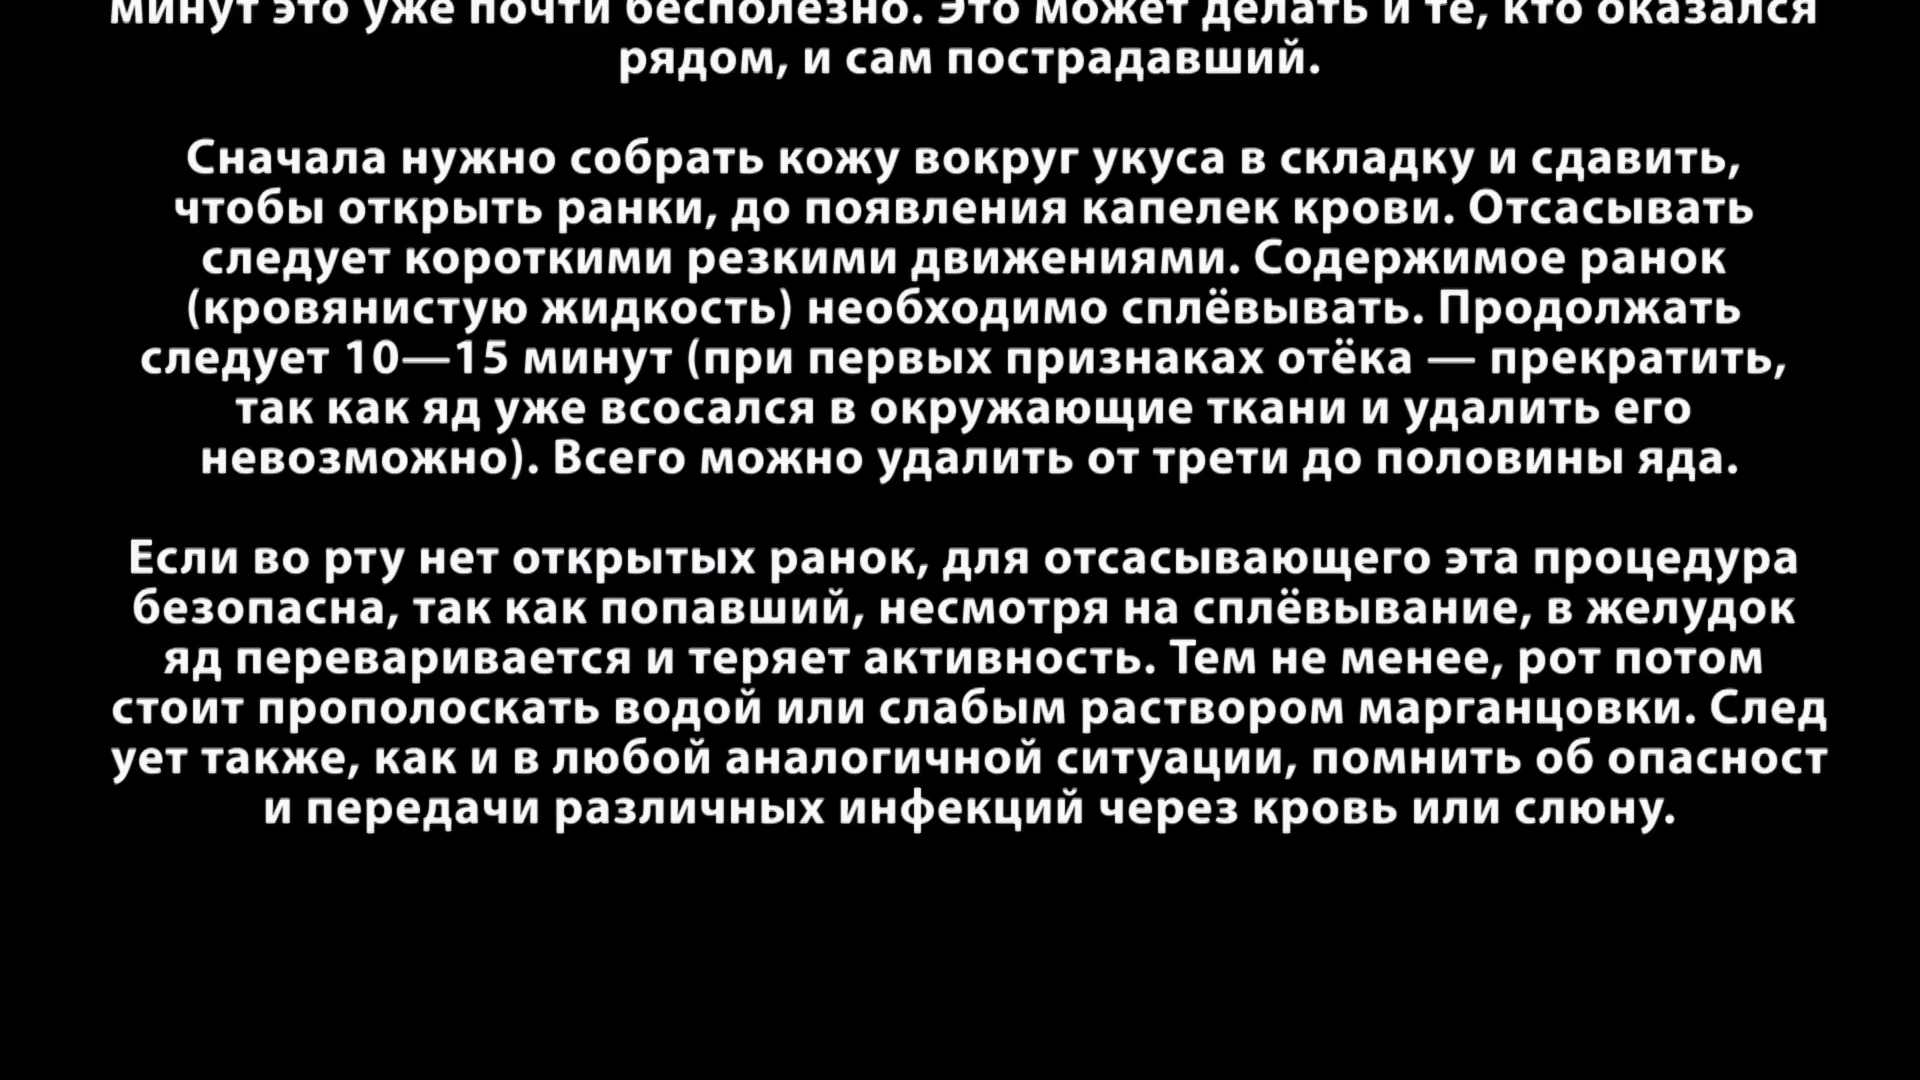 минут это уже почти бесполезно. Это может делать и те, кто оказался
рядом, и сам пострадавший.
Сначала нужно собрать кожу вокруг укуса в складку и сдавить,
чтобы открыть ранки, до появления капелек крови. Отсасывать
следует короткими резкими движениями. Содержимое ранок
(кровянистую жидкость) необходимо сплёвывать. Продолжать
следует 10—15 минут (при первых признаках отёка — прекратить,
так как яд уже всосался в окружающие ткани и удалить его
невозможно). Всего можно удалить от трети до половины яда.
Если во рту нет открытых ранок, для отсасывающего эта процедура
безопасна, так как попавший, несмотря на сплёвывание, в желудок
яд переваривается и теряет активность. Тем не менее, рот потом
стоит прополоскать водой или слабым раствором марганцовки. След
ует также, как и в любой аналогичной ситуации, помнить об опасност
и передачи различных инфекций через кровь или слюну.